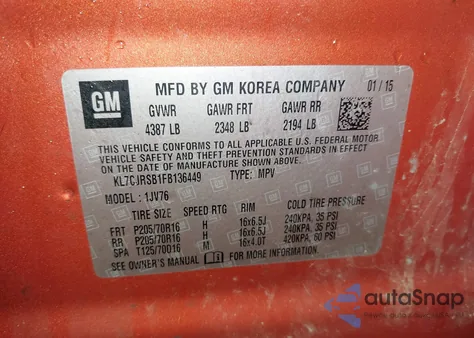 GM
MFD BY GM KOREA COMPANY 01/15
GVWR GAWR FRT GAWR RR
4387 LB 2348 LB 2194 LB
THIS VEHICLE CONFORMS TO ALL APPLICABLE U.S. FEDERAL MOTOR
VEHICLE SAFETY, BUMPER, AND THEFT PREVENTION STANDARDS IN EFFECT
ON THE DATE OF MANUFACTURE SHOWN ABOVE.
KL7CJRSB1FB136449 TYPE: MPV
MODEL: 1JV76
TIRE SIZE SPEED RTG RIM COLD TIRE PRESSURE
FRT P205/70R16 H 16x6.5J 240KPA, 35 PSI
RR P205/70R16 H 16x6.5J 240KPA, 35 PSI
SPA T125/70D16 M 16x4.0T 420KPA, 60 PSI
SEE OWNER'S MANUAL FOR MORE INFORMATION.
autoSnap